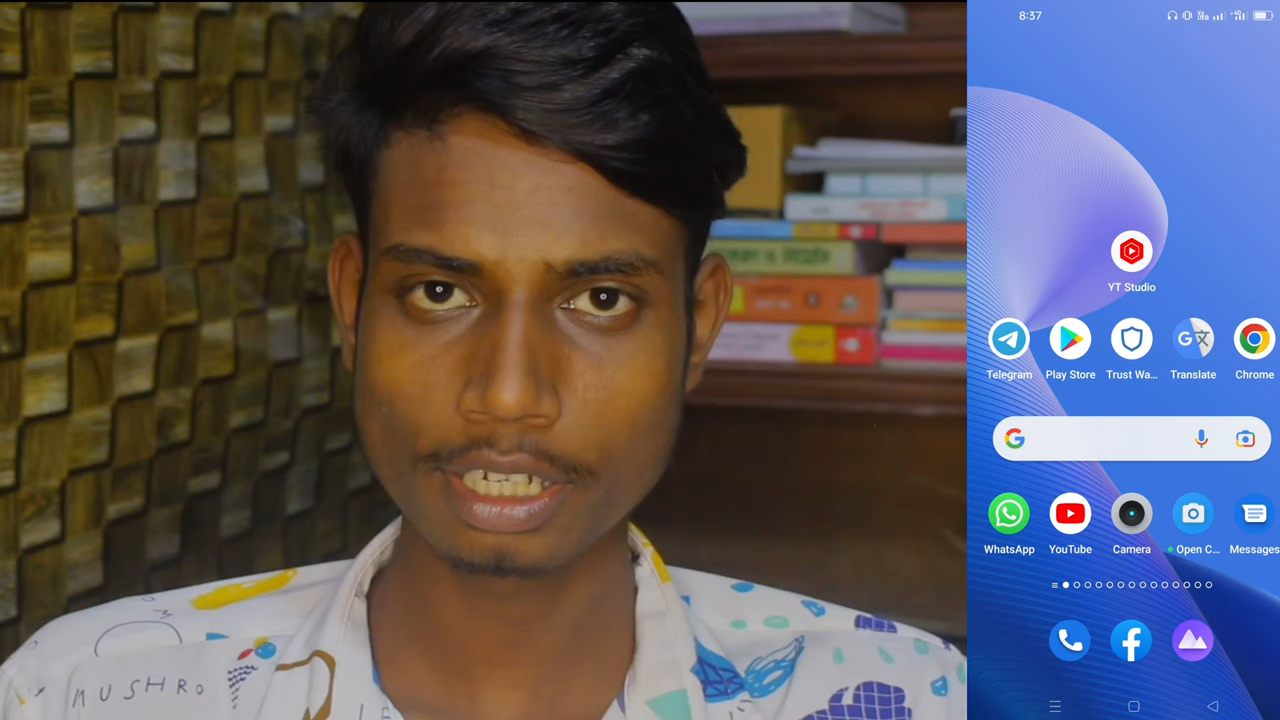 8:37
YT Studio
Telegram
Play Store
Trust Wa...
Translate
Chrome
WhatsApp
YouTube
Camera
Open C...
Messages
MUSHRO